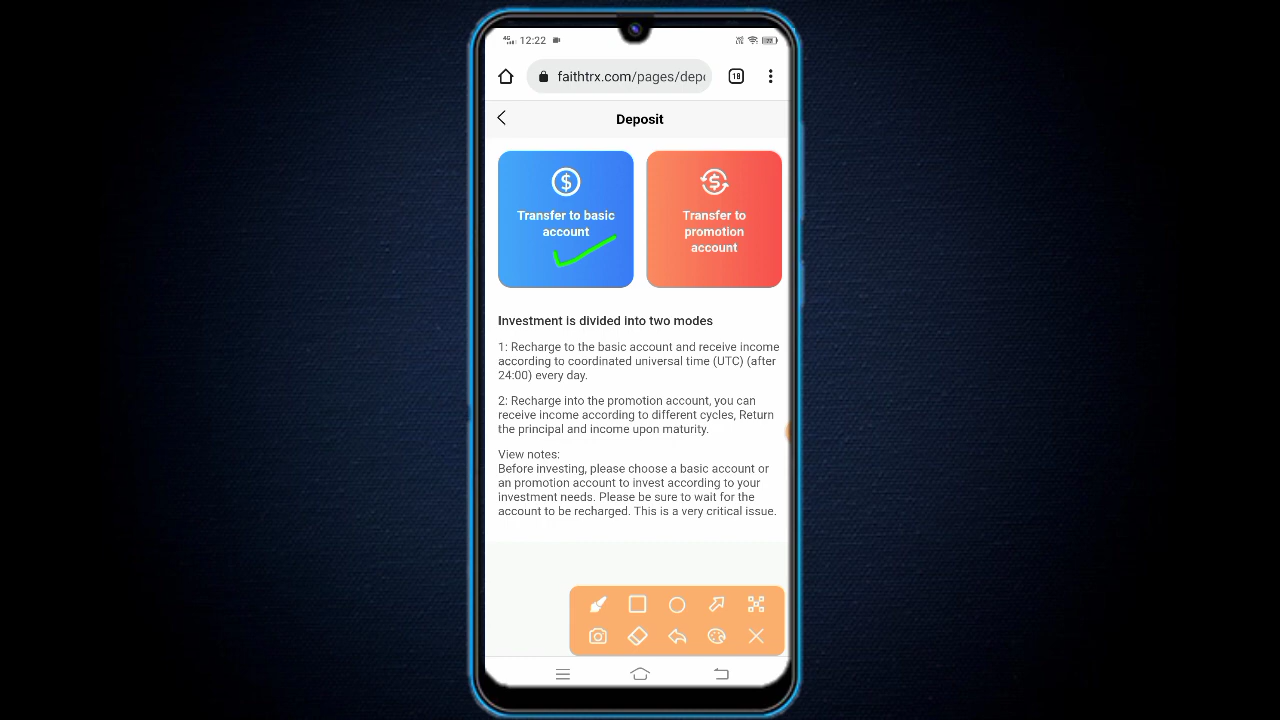 4G 12:22
faithtrx.com/pages/depo
18
Deposit
Transfer to basic
account
Transfer to
promotion
account
Investment is divided into two modes
1: Recharge to the basic account and receive income
according to coordinated universal time (UTC) (after
24:00) every day.
2: Recharge into the promotion account, you can
receive income according to different cycles, Return
the principal and income upon maturity.
View notes:
Before investing, please choose a basic account or
an promotion account to invest according to your
investment needs. Please be sure to wait for the
account to be recharged. This is a very critical issue.